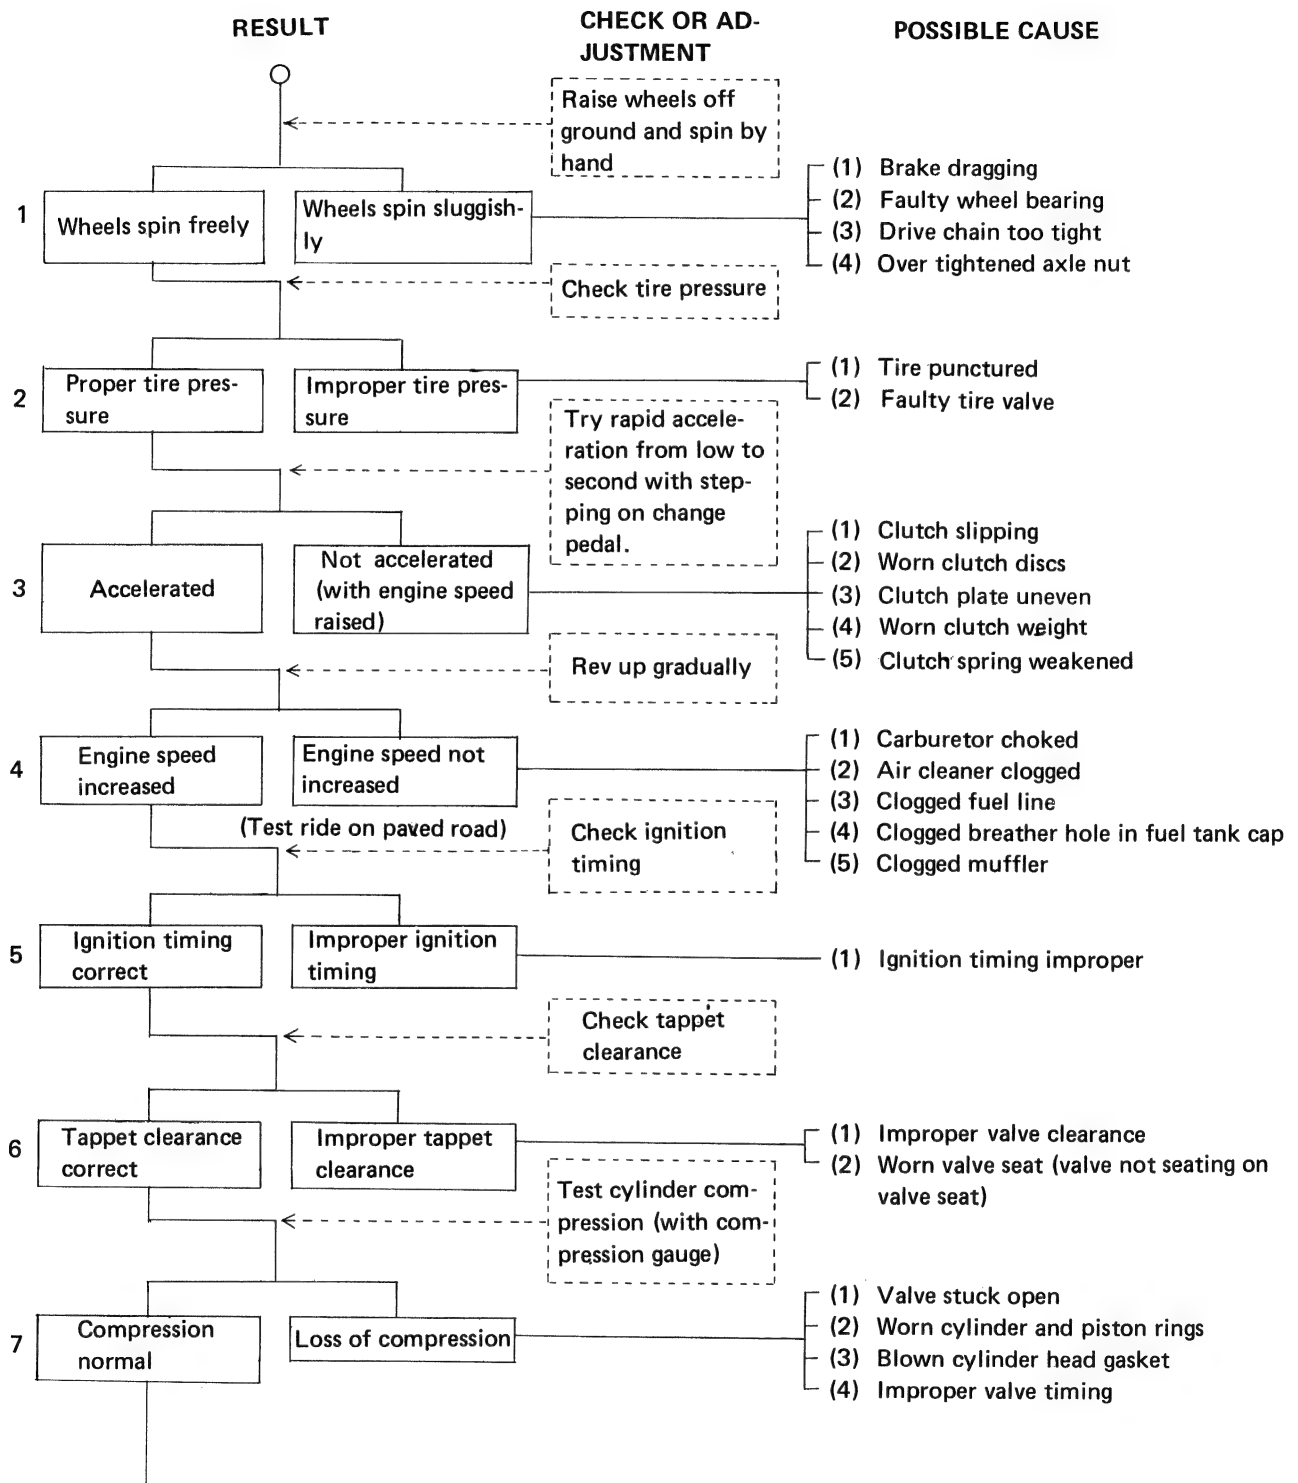 RESULT
CHECK OR AD-
JUSTMENT
POSSIBLE CAUSE
Raise wheels off
ground and spin by
hand
1
Wheels spin freely
Wheels spin sluggish-
ly
(1) Brake dragging
(2) Faulty wheel bearing
(3) Drive chain too tight
(4) Over tightened axle nut
Check tire pressure
2
Proper tire pres-
sure
Improper tire pres-
sure
(1) Tire punctured
(2) Faulty tire valve
Try rapid accele-
ration from low to
second with step-
ping on change
pedal.
3
Accelerated
Not accelerated
(with engine speed
raised)
(1) Clutch slipping
(2) Worn clutch discs
(3) Clutch plate uneven
(4) Worn clutch weight
(5) Clutch spring weakened
Rev up gradually
4
Engine speed
increased
Engine speed not
increased
(1) Carburetor choked
(2) Air cleaner clogged
(3) Clogged fuel line
(4) Clogged breather hole in fuel tank cap
(5) Clogged muffler
(Test ride on paved road)
Check ignition
timing
5
Ignition timing
correct
Improper ignition
timing
(1) Ignition timing improper
Check tappet
clearance
6
Tappet clearance
correct
Improper tappet
clearance
(1) Improper valve clearance
(2) Worn valve seat (valve not seating on
valve seat)
Test cylinder com-
pression (with com-
pression gauge)
7
Compression
normal
Loss of compression
(1) Valve stuck open
(2) Worn cylinder and piston rings
(3) Blown cylinder head gasket
(4) Improper valve timing